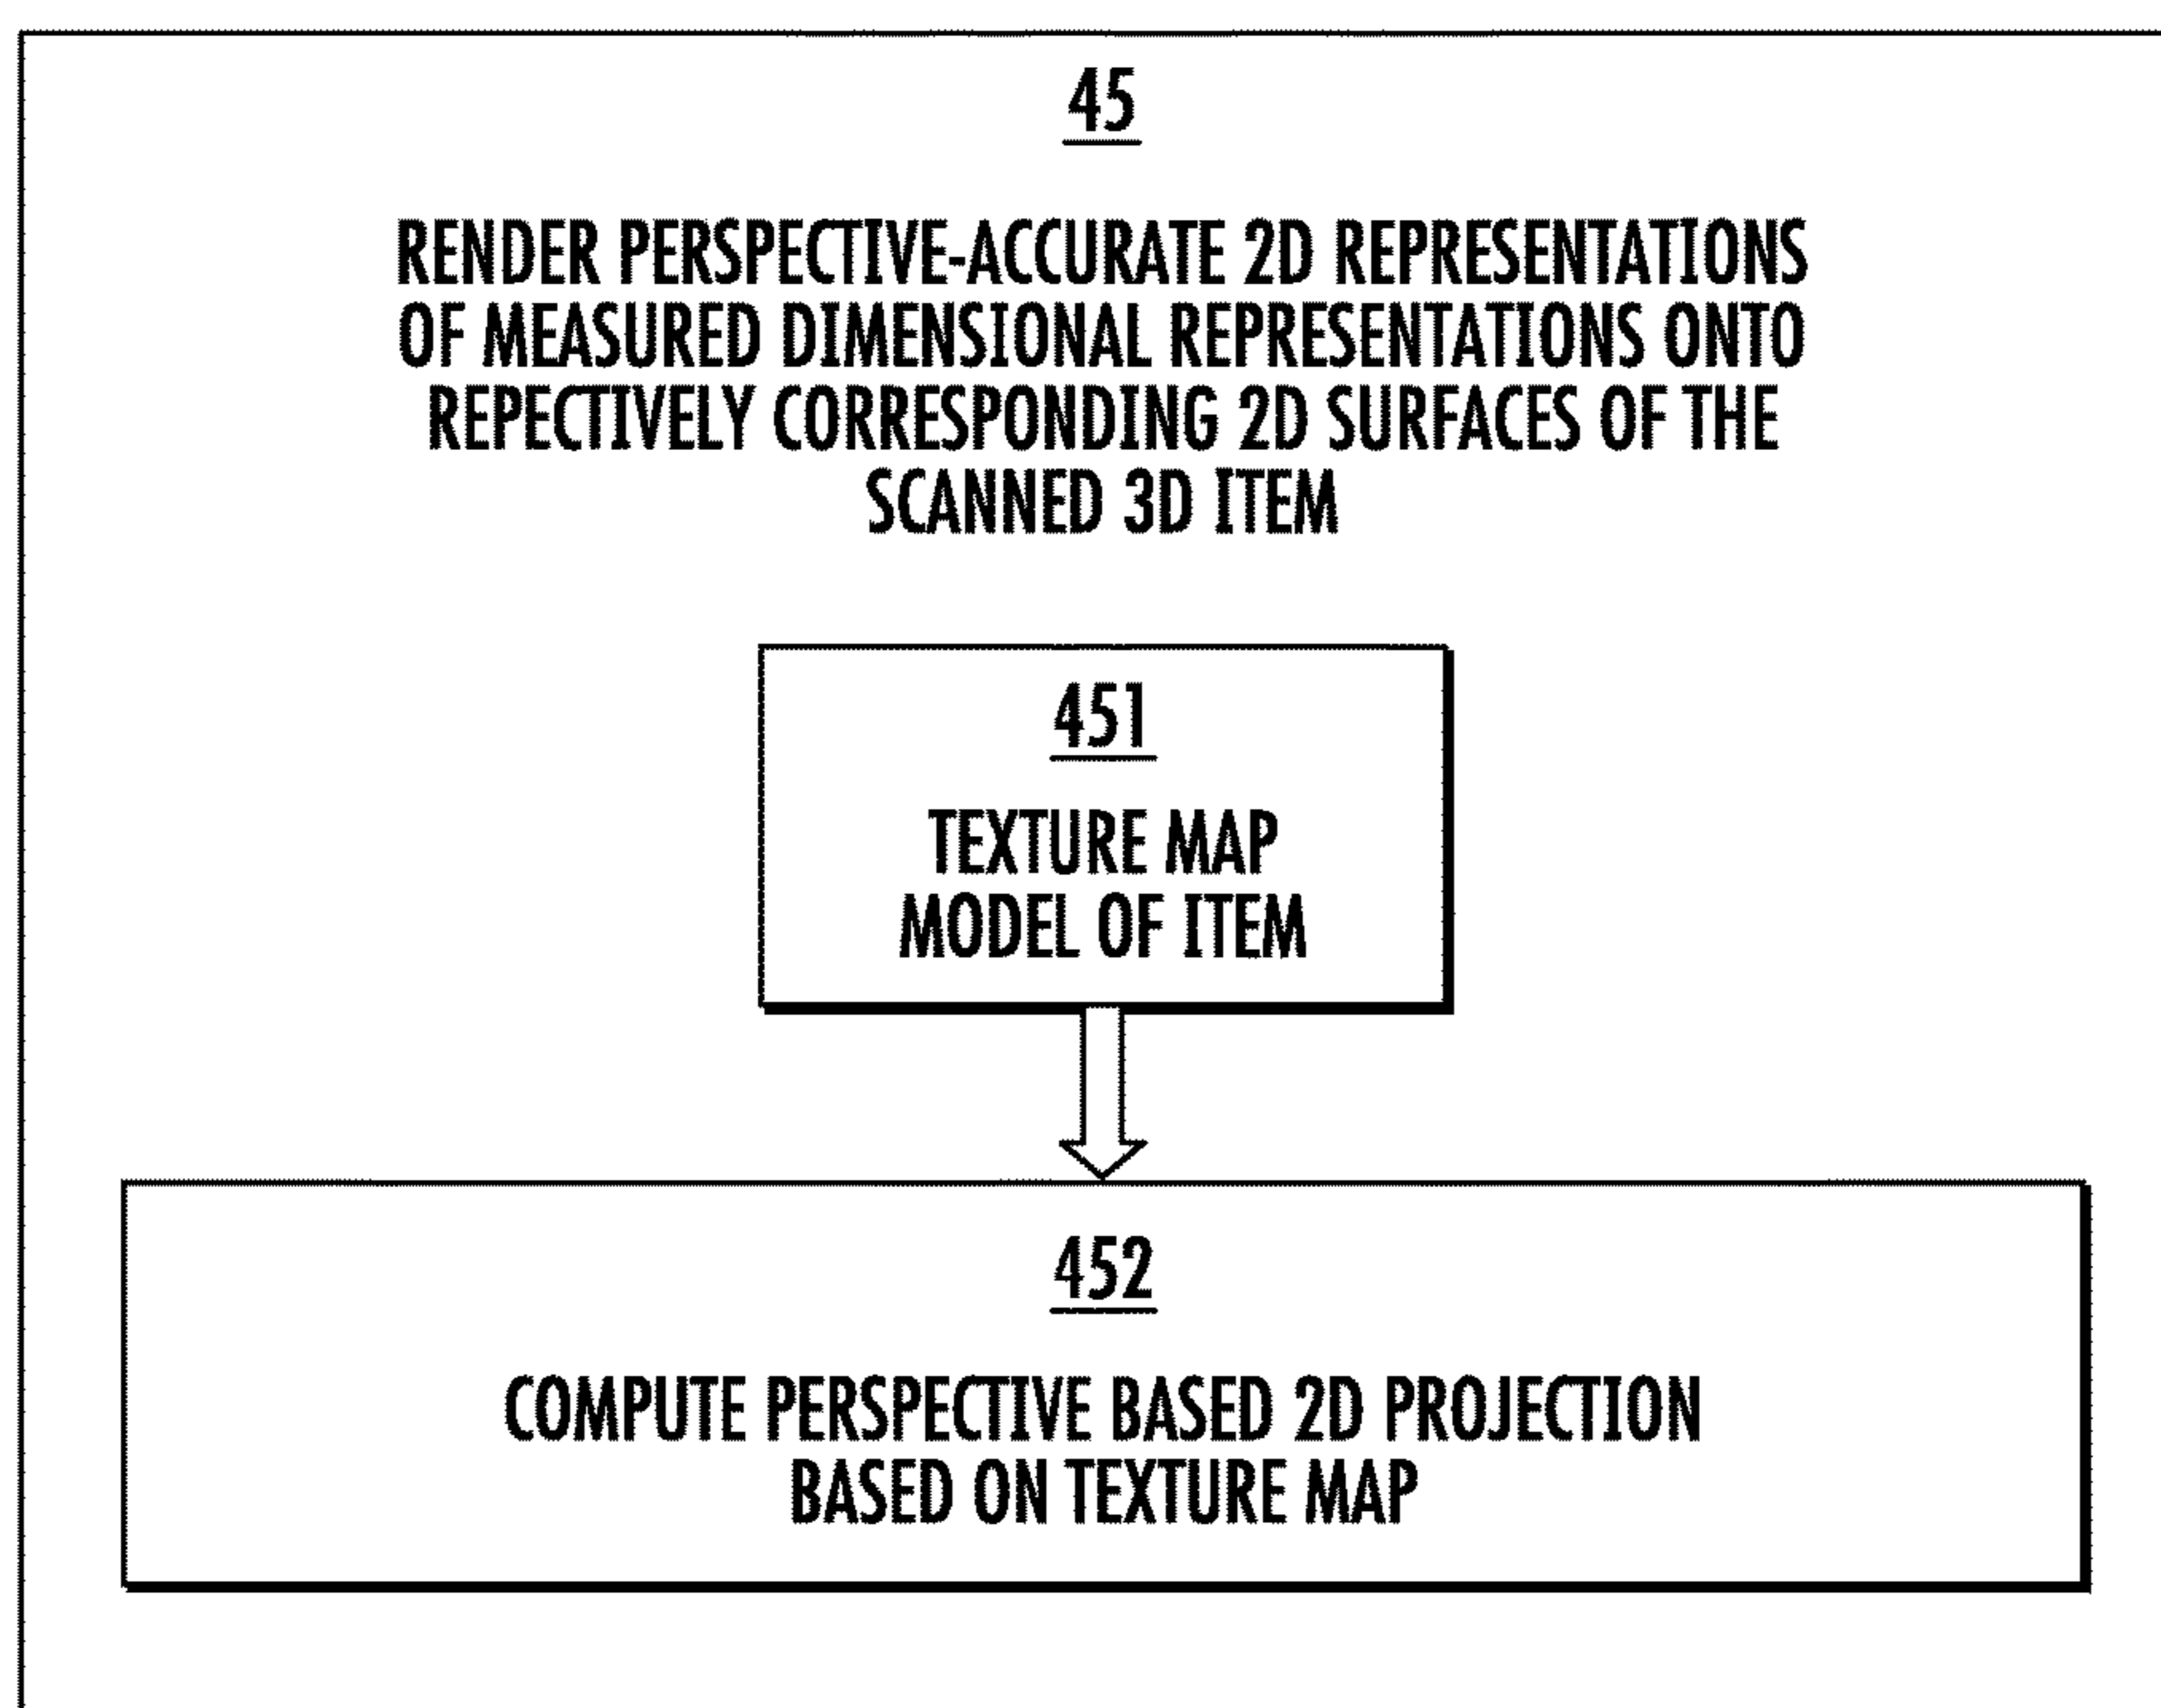 45
RENDER PERSPECTIVE-ACCURATE 2D REPRESENTATIONS
OF MEASURED DIMENSIONAL REPRESENTATIONS ONTO
REPECTIVELY CORRESPONDING 2D SURFACES OF THE
SCANNED 3D ITEM
451
TEXTURE MAP
MODEL OF ITEM
452
COMPUTE PERSPECTIVE BASED 2D PROJECTION
BASED ON TEXTURE MAP